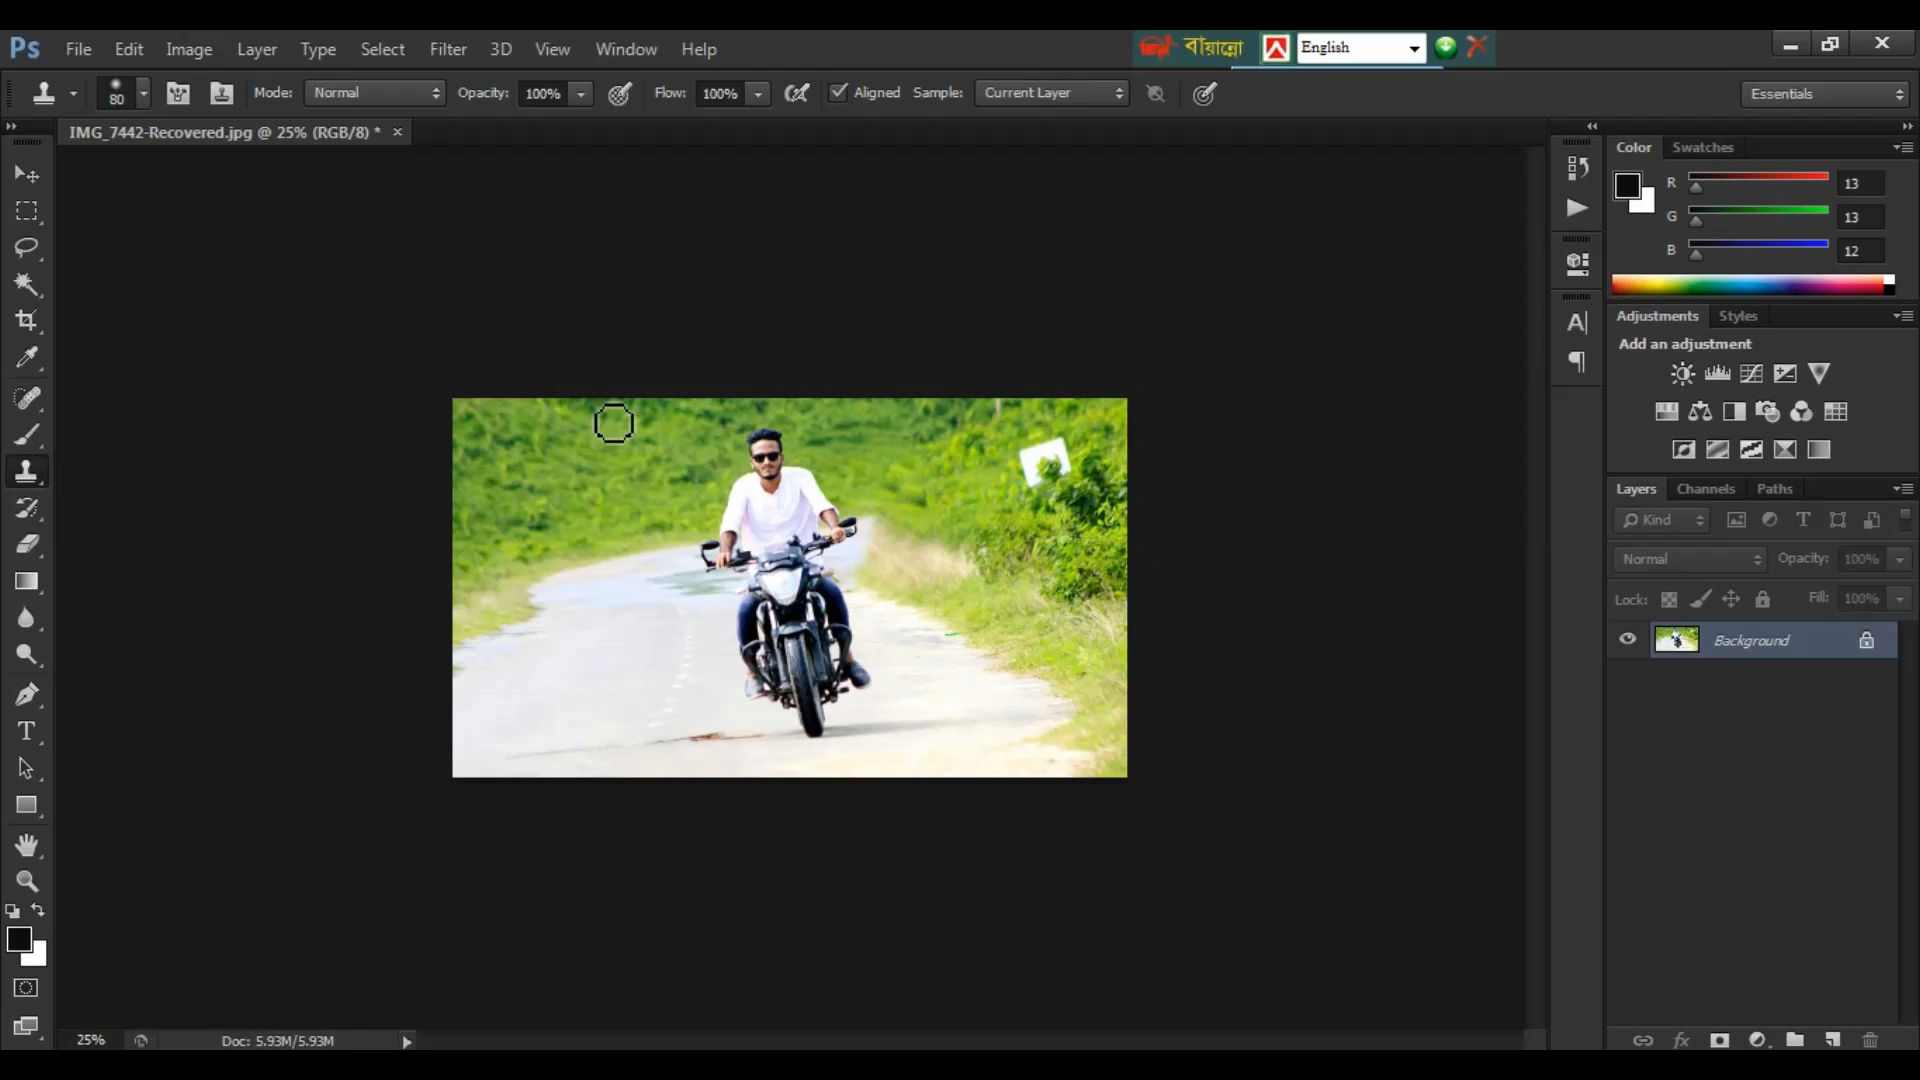 Ps File Edit Image Layer Type Select Filter 3D View Window Help বায়ান্নো English
80 Mode: Normal Opacity: 100% Flow: 100% Aligned Sample: Current Layer Essentials
IMG_7442-Recovered.jpg @ 25% (RGB/8) * ×
Color Swatches
R 13
G 13
B 12
Adjustments Styles
Add an adjustment
Layers Channels Paths
Kind
Normal Opacity: 100%
Lock: Fill: 100%
Background
25% Doc: 5.93M/5.93M